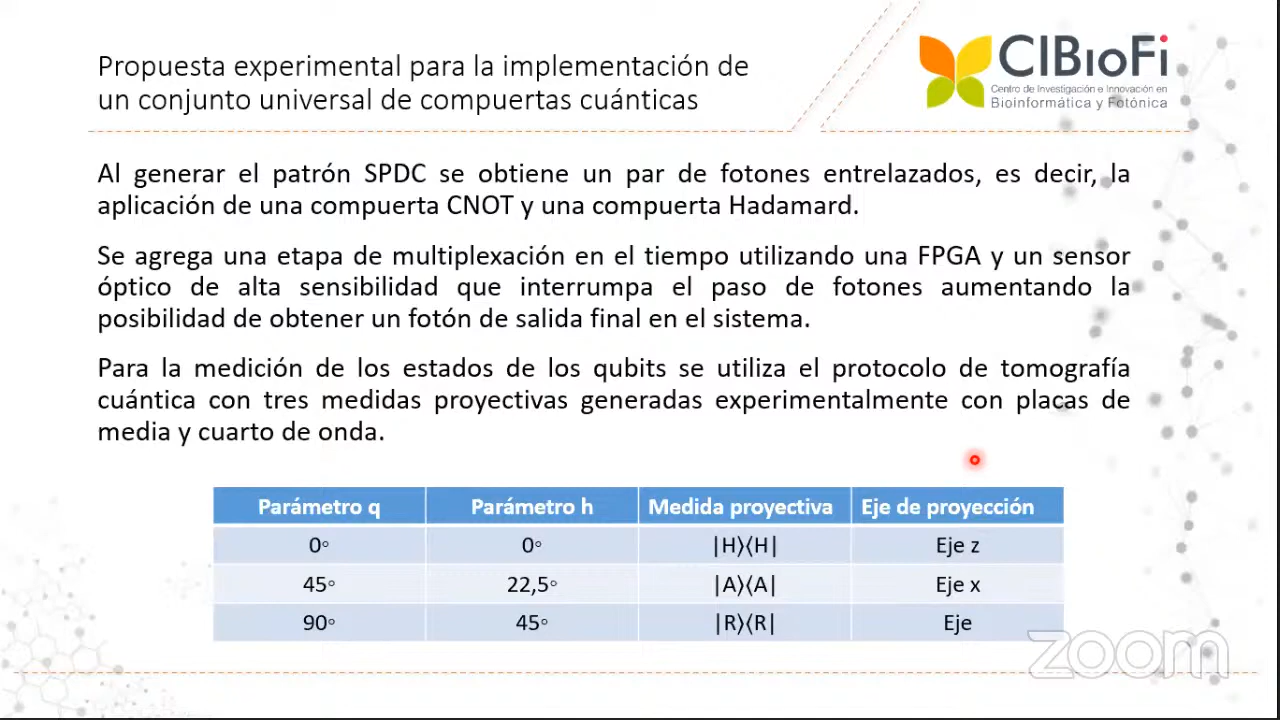 Propuesta experimental para la implementación de
un conjunto universal de compuertas cuánticas
CIBioFi
Centro de Investigación e Innovación en
Bioinformática y Fotónica
Al generar el patrón SPDC se obtiene un par de fotones entrelazados, es decir, la
aplicación de una compuerta CNOT y una compuerta Hadamard.
Se agrega una etapa de multiplexación en el tiempo utilizando una FPGA y un sensor
óptico de alta sensibilidad que interrumpa el paso de fotones aumentando la
posibilidad de obtener un fotón de salida final en el sistema.
Para la medición de los estados de los qubits se utiliza el protocolo de tomografía
cuántica con tres medidas proyectivas generadas experimentalmente con placas de
media y cuarto de onda.
Parámetro q Parámetro h Medida proyectiva Eje de proyección
0° 0° |H⟩⟨H| Eje z
45° 22,5° |A⟩⟨A| Eje x
90° 45° |R⟩⟨R| Eje
zoom